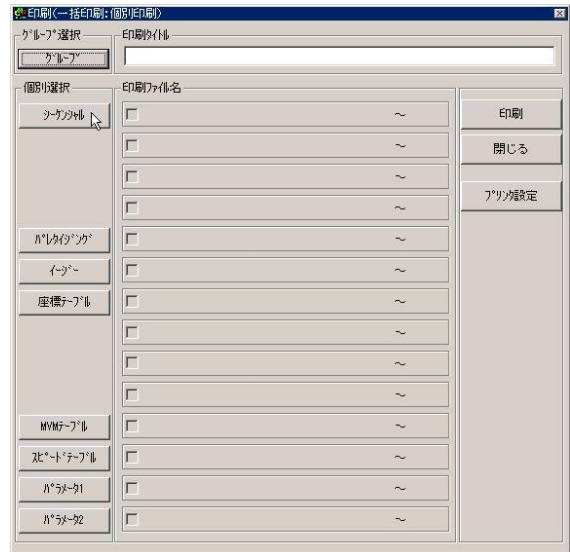 印刷(一括印刷:個別印刷)
ｸﾞﾙｰﾌﾟ選択
印刷ﾀｲﾄﾙ
ｸﾞﾙｰﾌﾟ
個別選択
印刷ﾌｧｲﾙ名
ｼｰｹﾝｼｬﾙ
～
印刷
～
閉じる
～
～
ﾌﾟﾘﾝﾀ設定
ﾊﾟﾚﾀｲｼﾞﾝｸﾞ
～
ｲｰｼﾞｰ
～
座標ﾃｰﾌﾞﾙ
～
～
～
～
MVMﾃｰﾌﾞﾙ
～
ｽﾋﾟｰﾄﾞﾃｰﾌﾞﾙ
～
ﾊﾟﾗﾒｰﾀ1
～
ﾊﾟﾗﾒｰﾀ2
～